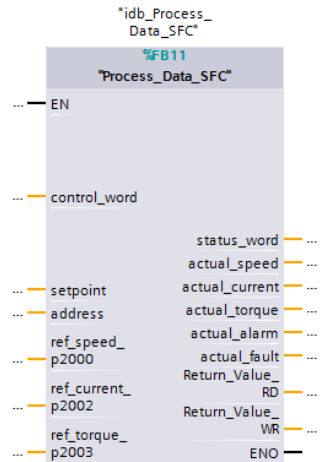 "idb_Process_
Data_SFC"
%FB11
"Process_Data_SFC"
... EN
... control_word
status_word ...
actual_speed ...
... setpoint
actual_current ...
... address
actual_torque ...
actual_alarm ...
ref_speed_
... p2000
actual_fault ...
Return_Value_
RD ...
ref_current_
... p2002
Return_Value_
WR ...
ref_torque_
... p2003
ENO